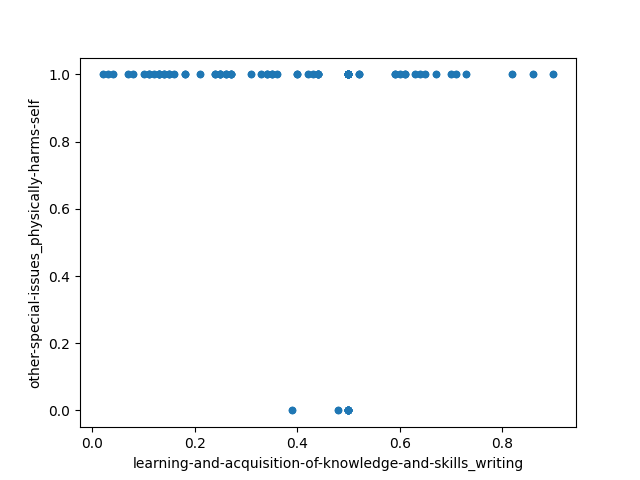 1.0
0.8
0.6
0.4
0.2
0.0
other-special-issues_physically-harms-self
0.0 0.2 0.4 0.6 0.8
learning-and-acquisition-of-knowledge-and-skills_writing